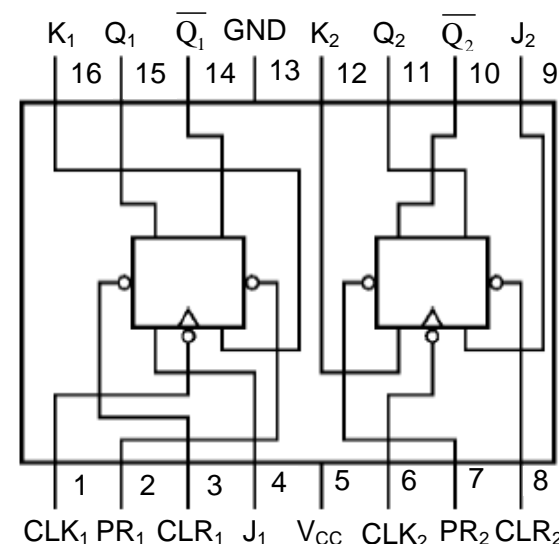 K₁ Q₁ Q̅₁ GND K₂ Q₂ Q̅₂ J₂
16 15 14 13 12 11 10 9
1 2 3 4 5 6 7 8
CLK₁ PR₁ CLR₁ J₁ V_CC CLK₂ PR₂ CLR₂